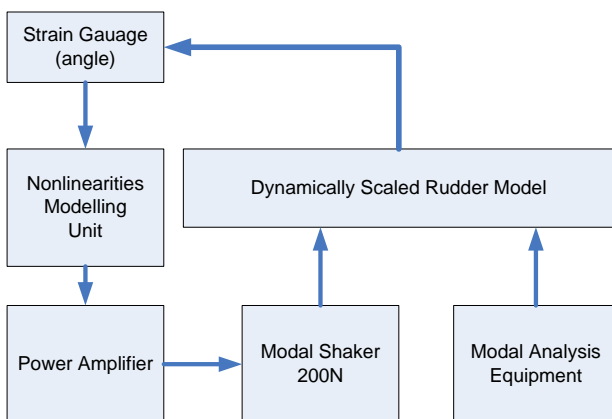 Strain Gauage
(angle)
Nonlinearities
Modelling
Unit
Dynamically Scaled Rudder Model
Power Amplifier
Modal Shaker
200N
Modal Analysis
Equipment